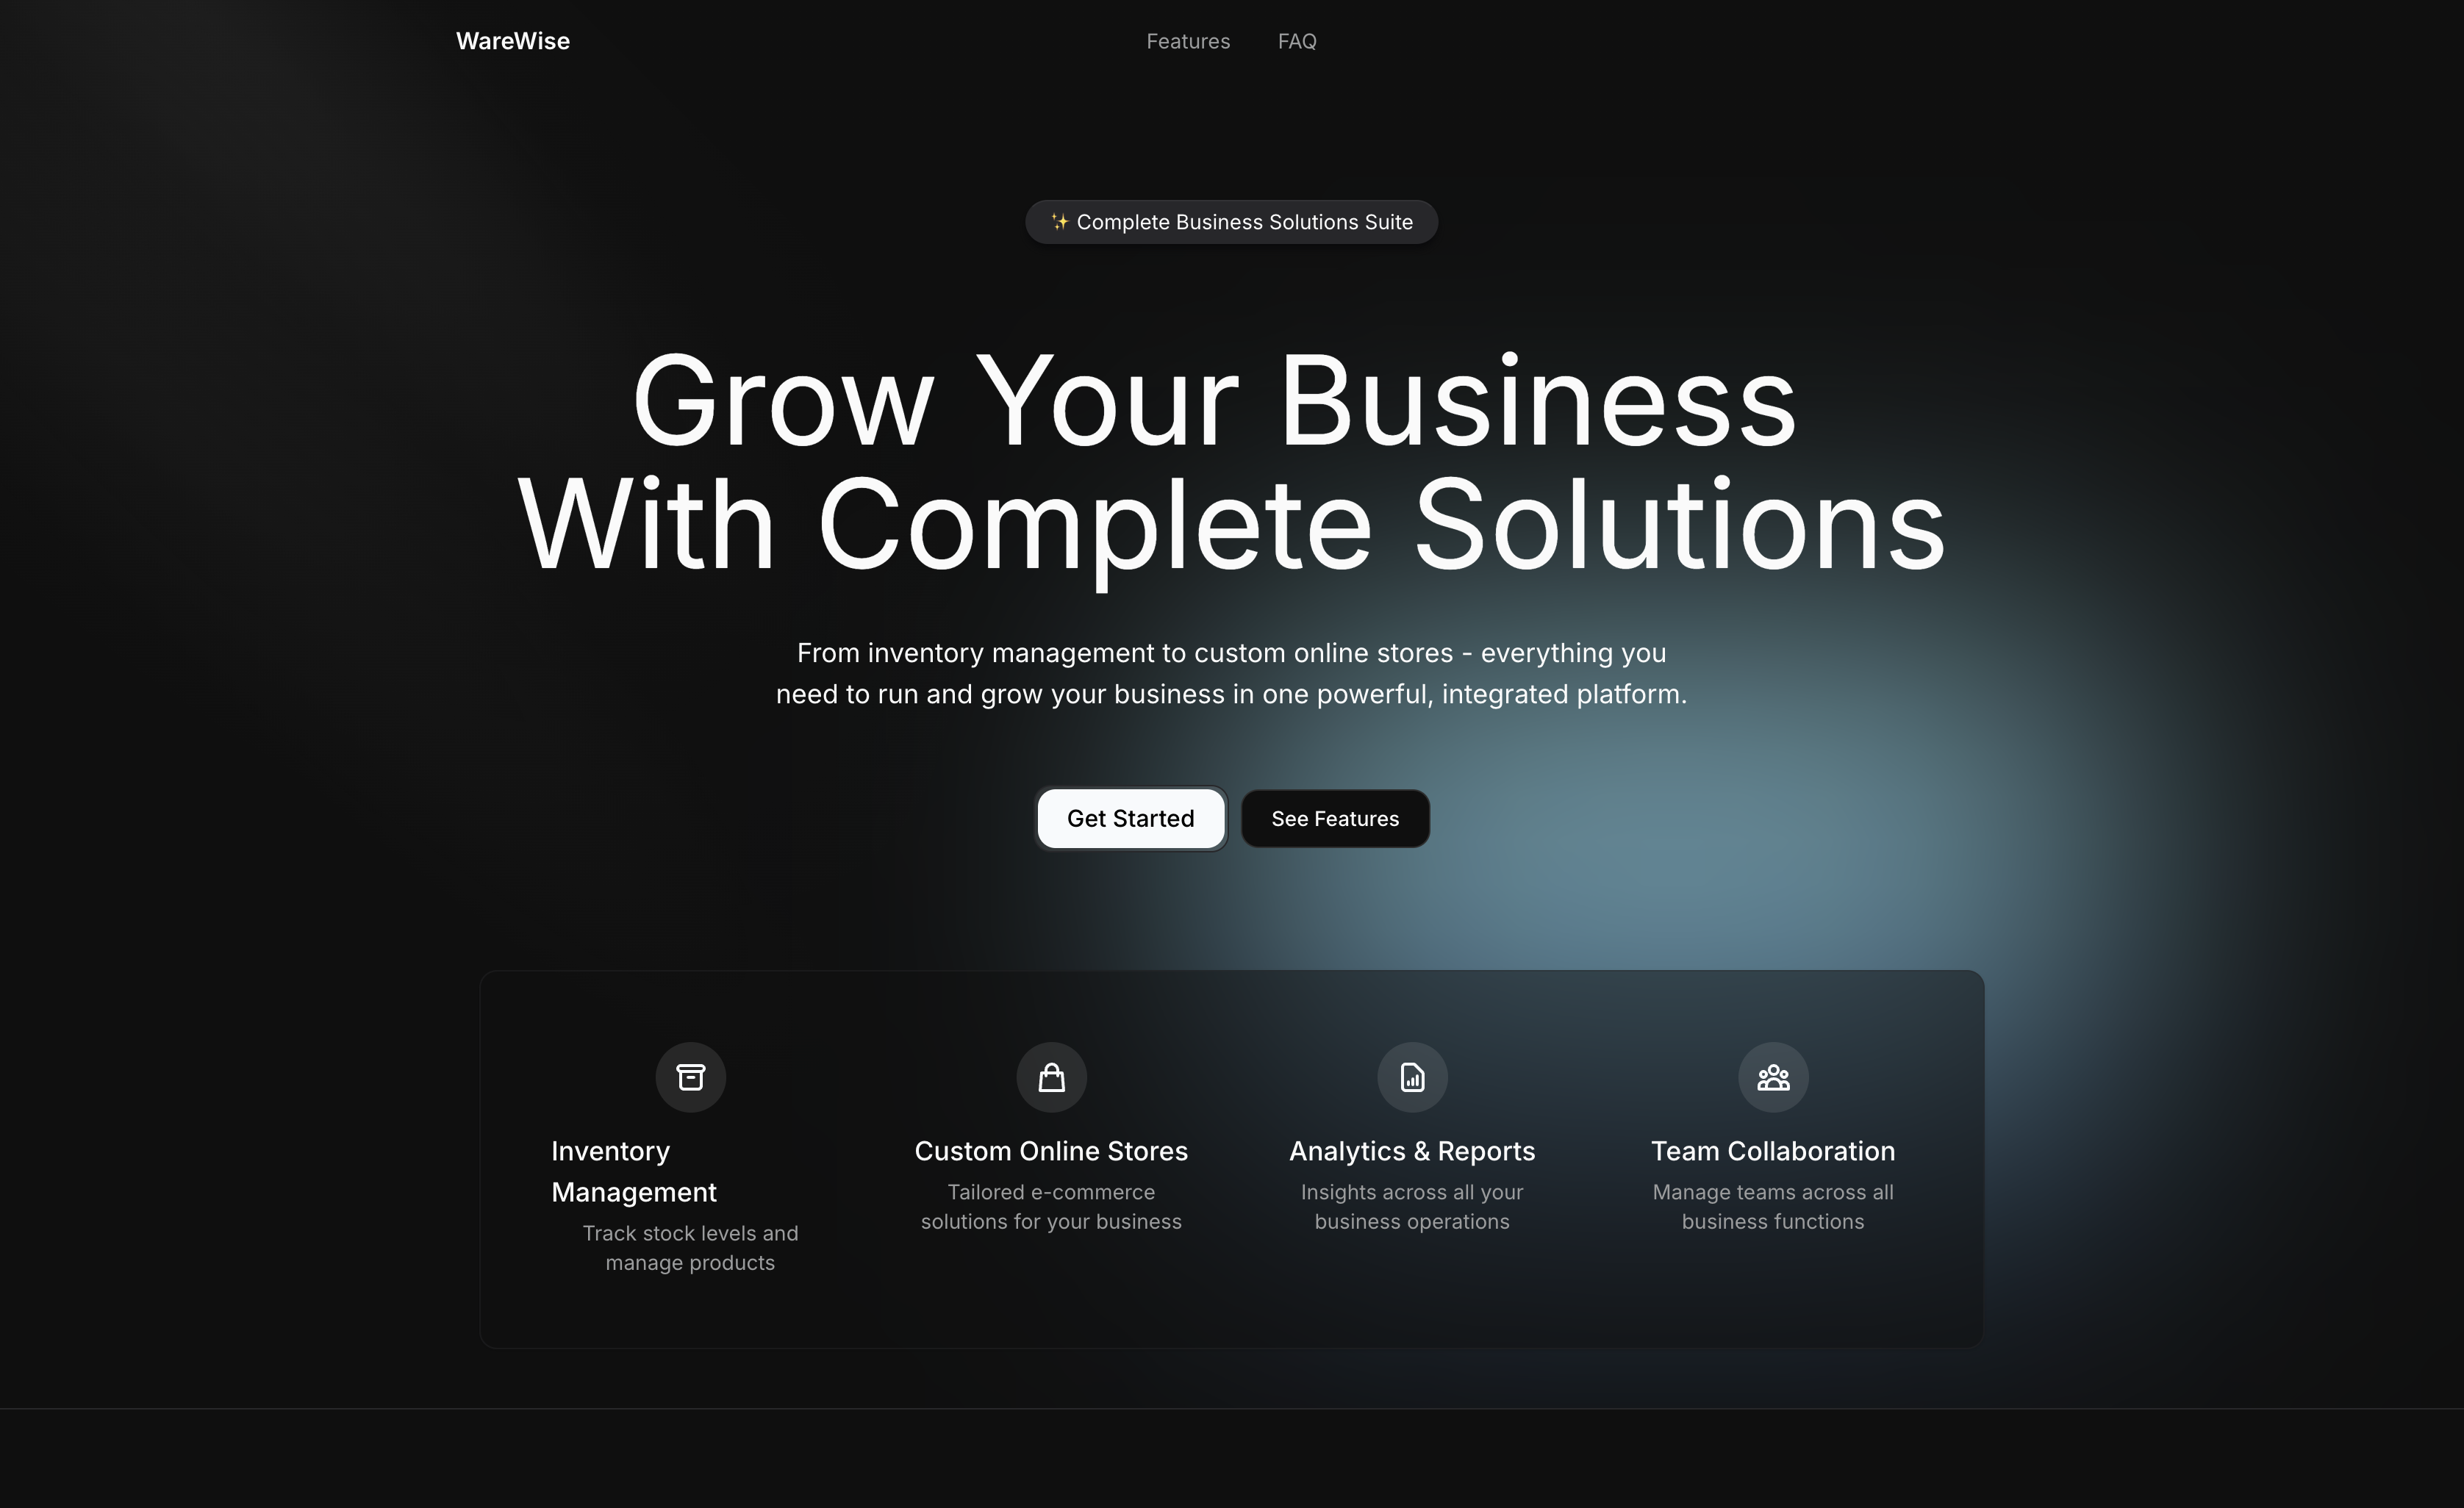 WareWise
Features
FAQ
✨ Complete Business Solutions Suite
Grow Your Business
With Complete Solutions
From inventory management to custom online stores - everything you
need to run and grow your business in one powerful, integrated platform.
Get Started
See Features
Inventory
Management
Track stock levels and
manage products
Custom Online Stores
Tailored e-commerce
solutions for your business
Analytics & Reports
Insights across all your
business operations
Team Collaboration
Manage teams across all
business functions